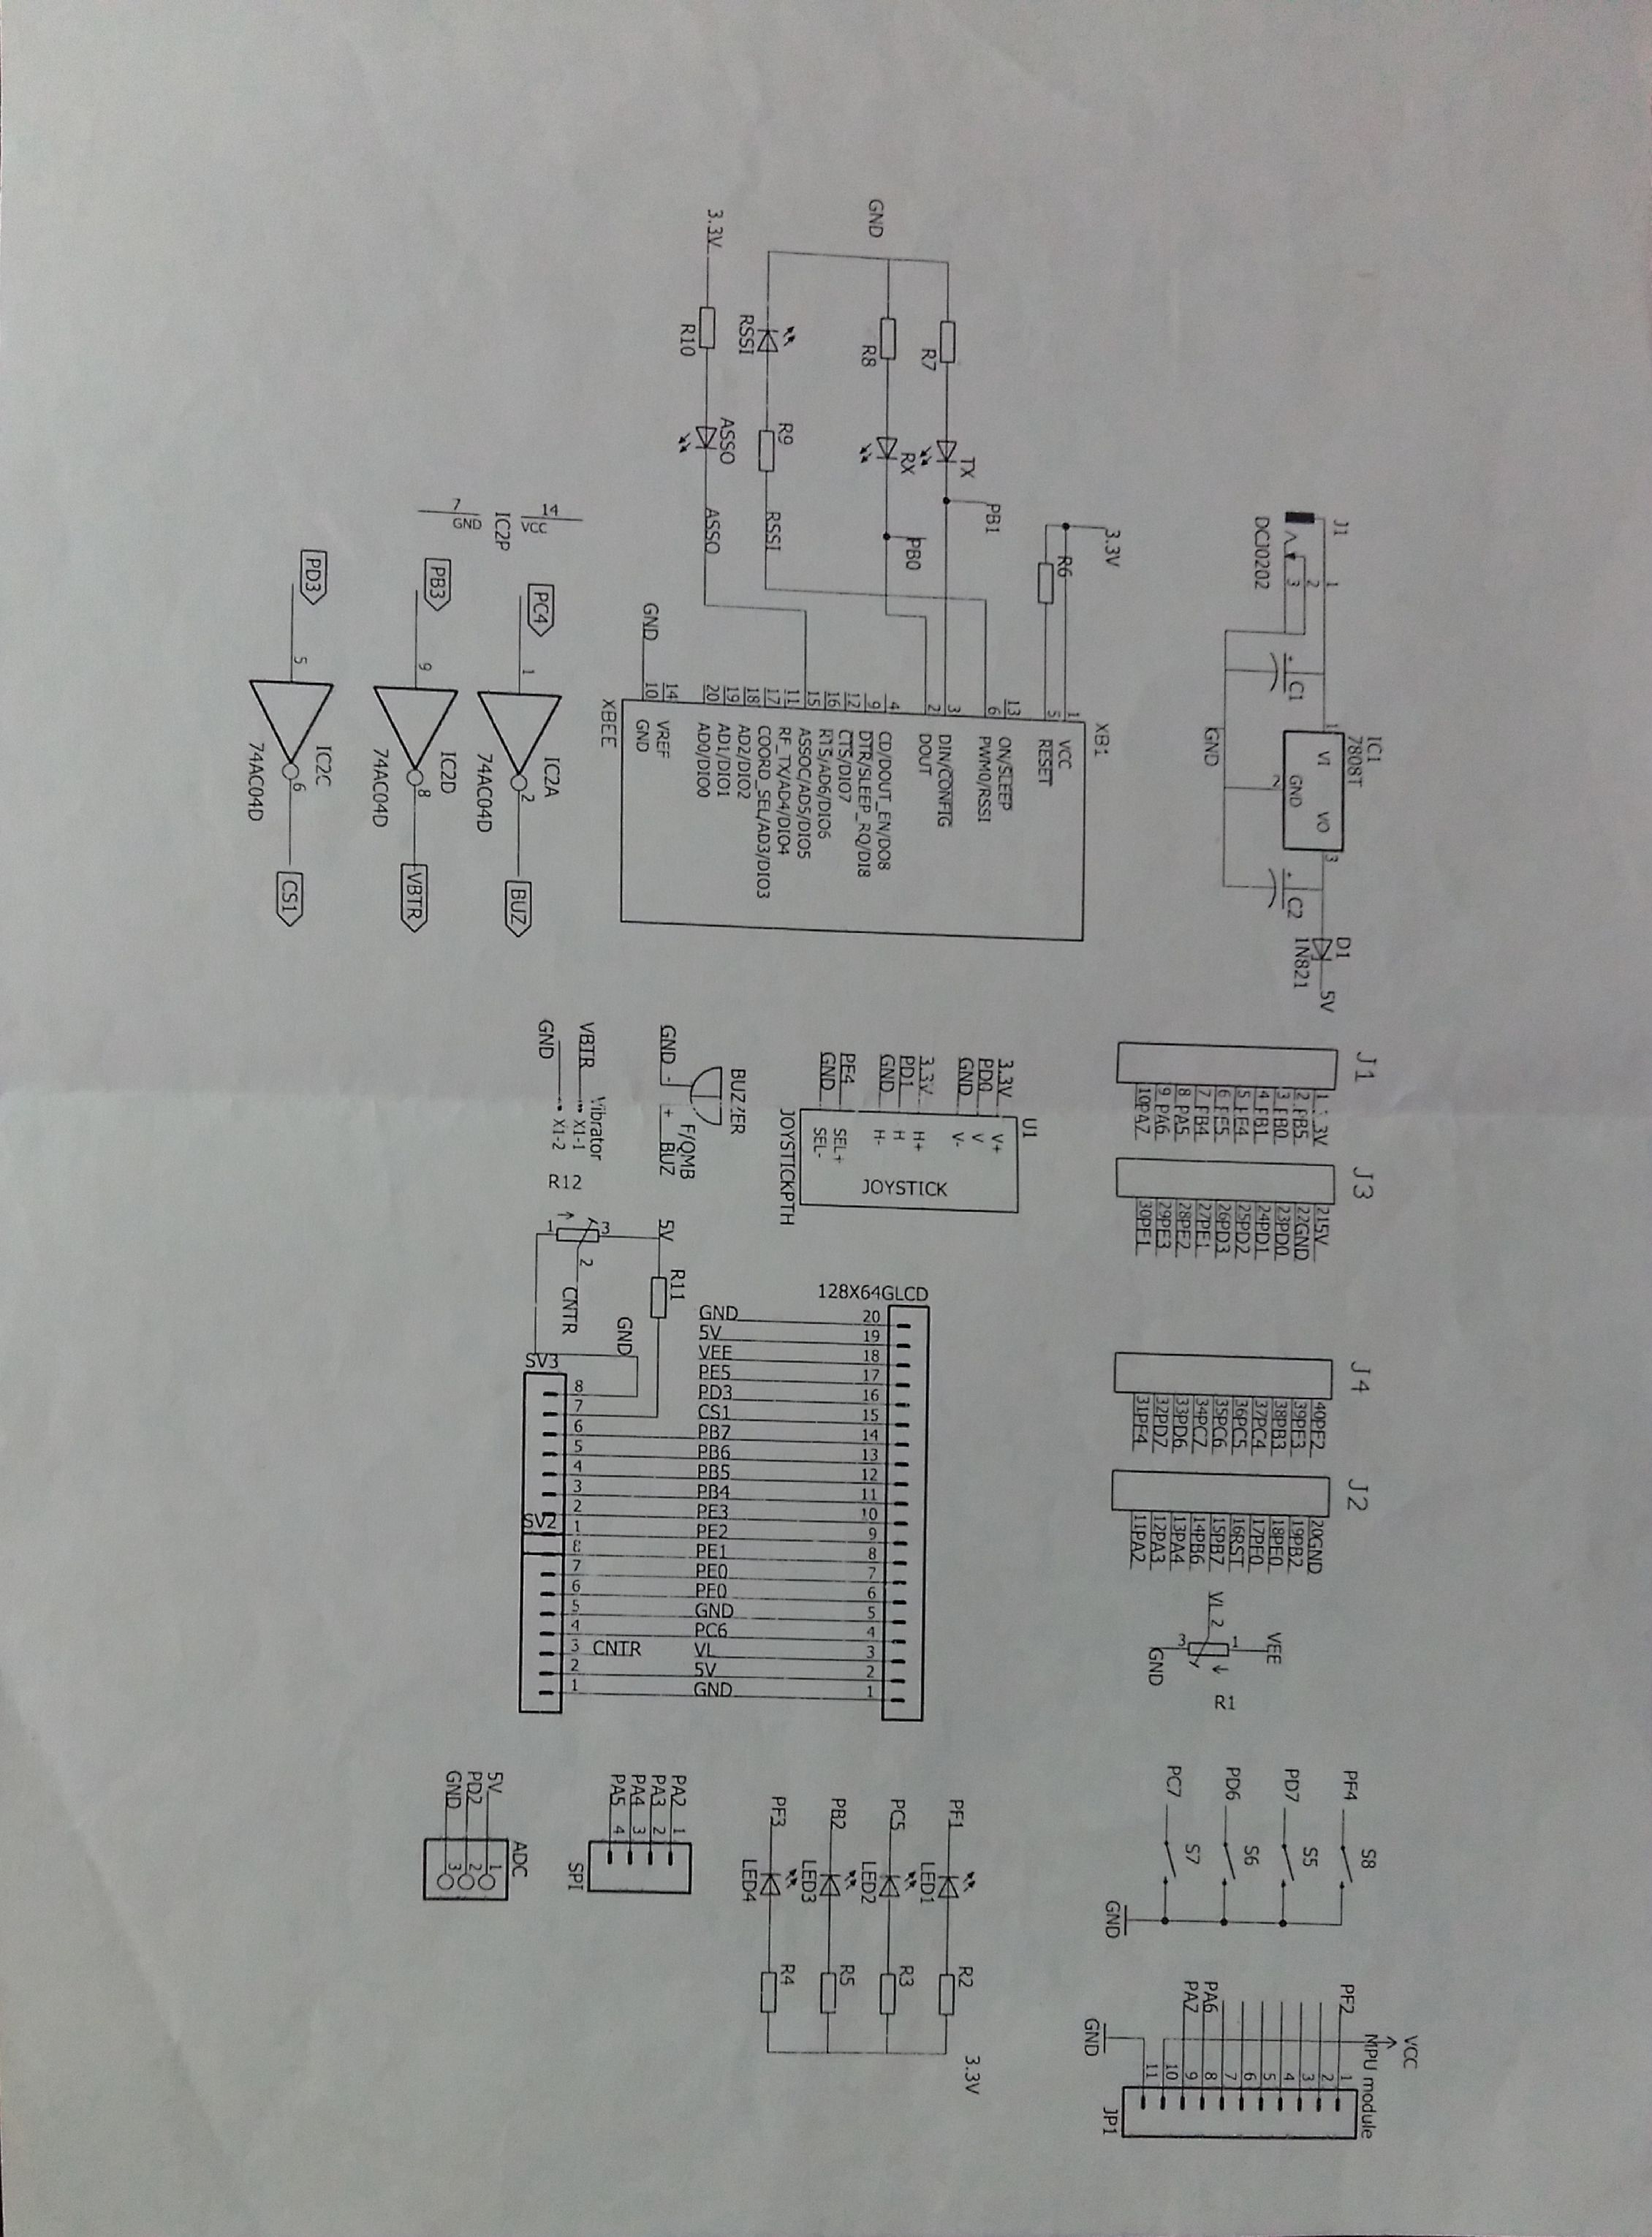 J1
1
2
3
DCJ0202
C1
GND
IC1
7808T
1
VI
VO
3
GND
2
C2
D1
1N821
5V
3.3V
R6
PB1
PB0
GND
R7
TX
R8
RX
RSSI
R9
RSSI
3.3V
R10
ASSO
ASSO
XB1
1 VCC
5 RESET
13 ON/SLEEP
6 PWM0/RSSI
3 DIN/CONFIG
2 DOUT
4 CD/DOUT_EN/DO8
9 DTR/SLEEP_RQ/DI8
12 CTS/DIO7
16 RTS/AD6/DIO6
15 ASSOC/AD5/DIO5
11 RF_TX/AD4/DIO4
17 COORD_SEL/AD3/DIO3
18 AD2/DIO2
19 AD1/DIO1
20 AD0/DIO0
14 VREF
10 GND
GND
XBEE
14
VCC
IC2P
7
GND
PC4
1
IC2A
2
74AC04D
BUZ
PB3
9
IC2D
8
74AC04D
VBTR
PD3
5
IC2C
6
74AC04D
CS1
J1
2 PB5
5 PE4
6 PE5
7 PB4
8 PA5
9 PA6
10PA7
J3
215V
22GND
23PD0
24PD1
25PD2
26PD3
27PE1
28PE2
29PE3
J4
38PB3
37PC4
36PC5
35PC6
34PC7
33PD6
32PD7
31PF4
J2
20GND
19PB2
17PF0
16RST
15PB7
14PB6
13PA4
12PA3
11PA2
U1
3.3V V+
PD0 V
GND V-
3.3V H+
PD1 H
GND H-
PE4 SEL+
GND SEL-
JOYSTICK
JOYSTICKPTH
BUZZER
GND - + BUZ
F/QMB
Vibrator
VBTR X1-1
GND X1-2
R12
1
3
2
CNTR
5V
R11
GND
128X64GLCD
GND 20
5V 19
VEE 18
PE5 17
PD3 16
CS1 15
PB7 14
PB6 13
PB5 12
PB4 11
PE3 10
PE2 9
PE1 8
PE0 7
PF0 6
GND 5
PC6 4
VL 3
5V 2
GND 1
SV3
8
7
6
5
4
3
2
1
SV2
8
7
6
5
4
3 CNTR
2
1
VL 2
VEE
1
3
GND
R1
PF4
S8
PD7
S5
PD6
S6
PC7
S7
GND
VCC
MPU module
PF2
PA6
PA7
GND
1
2
3
4
5
6
7
8
9
10
11
JP1
PF1
LED1
R2
PC5
LED2
R3
PB2
LED3
R5
PF3
LED4
R4
3.3V
PA2 1
PA3 2
PA4 3
PA5 4
SPI
5V 1
PD2 2
GND 3
ADC